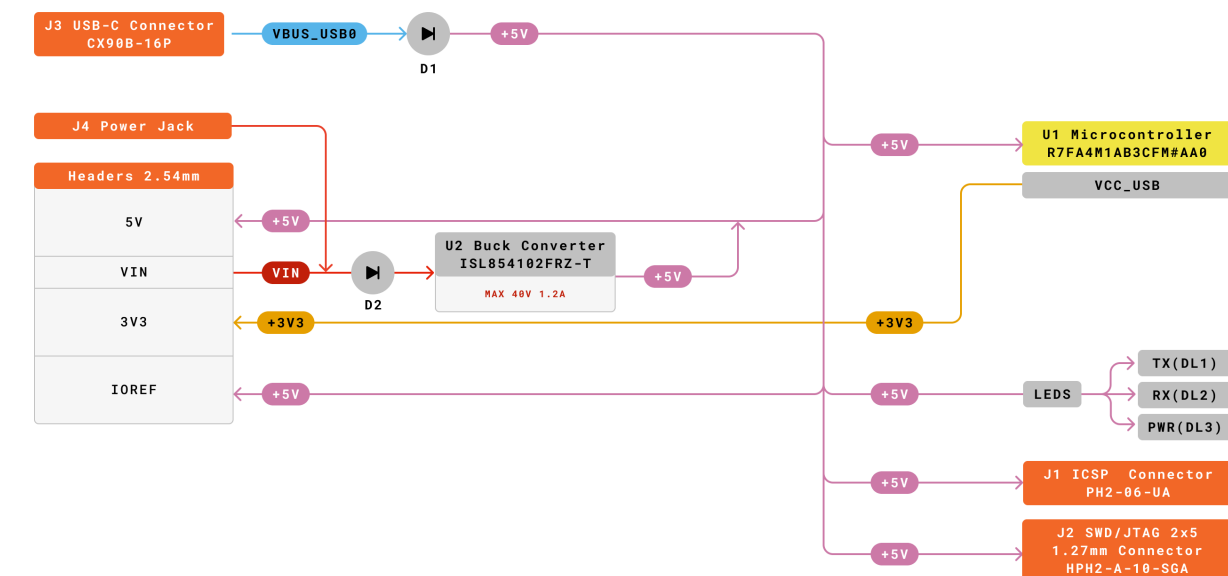 J3 USB-C Connector
CX90B-16P
VBUS_USB0
+5V
D1
J4 Power Jack
+5V
U1 Microcontroller
R7FA4M1AB3CFM#AA0
Headers 2.54mm
VCC_USB
5V
+5V
U2 Buck Converter
ISL854102FRZ-T
VIN
VIN
+5V
MAX 40V 1.2A
D2
3V3
+3V3
+3V3
TX(DL1)
IOREF
+5V
+5V
LEDS
RX(DL2)
PWR(DL3)
+5V
J1 ICSP  Connector
PH2-06-UA
+5V
J2 SWD/JTAG 2x5
1.27mm Connector
HPH2-A-10-SGA